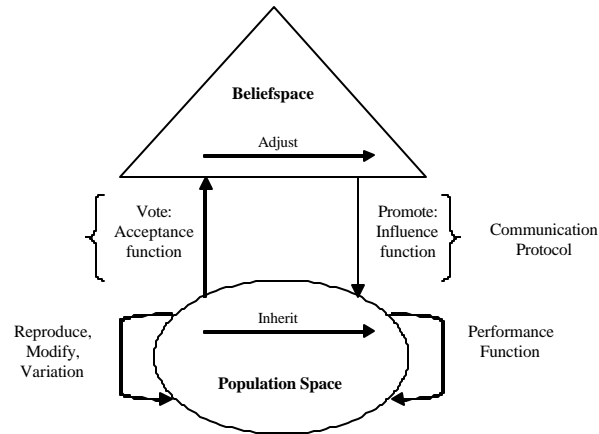 Beliefspace
Adjust
Vote:
Acceptance
function
Promote:
Influence
function
Communication
Protocol
Reproduce,
Modify,
Variation
Inherit
Performance
Function
Population Space